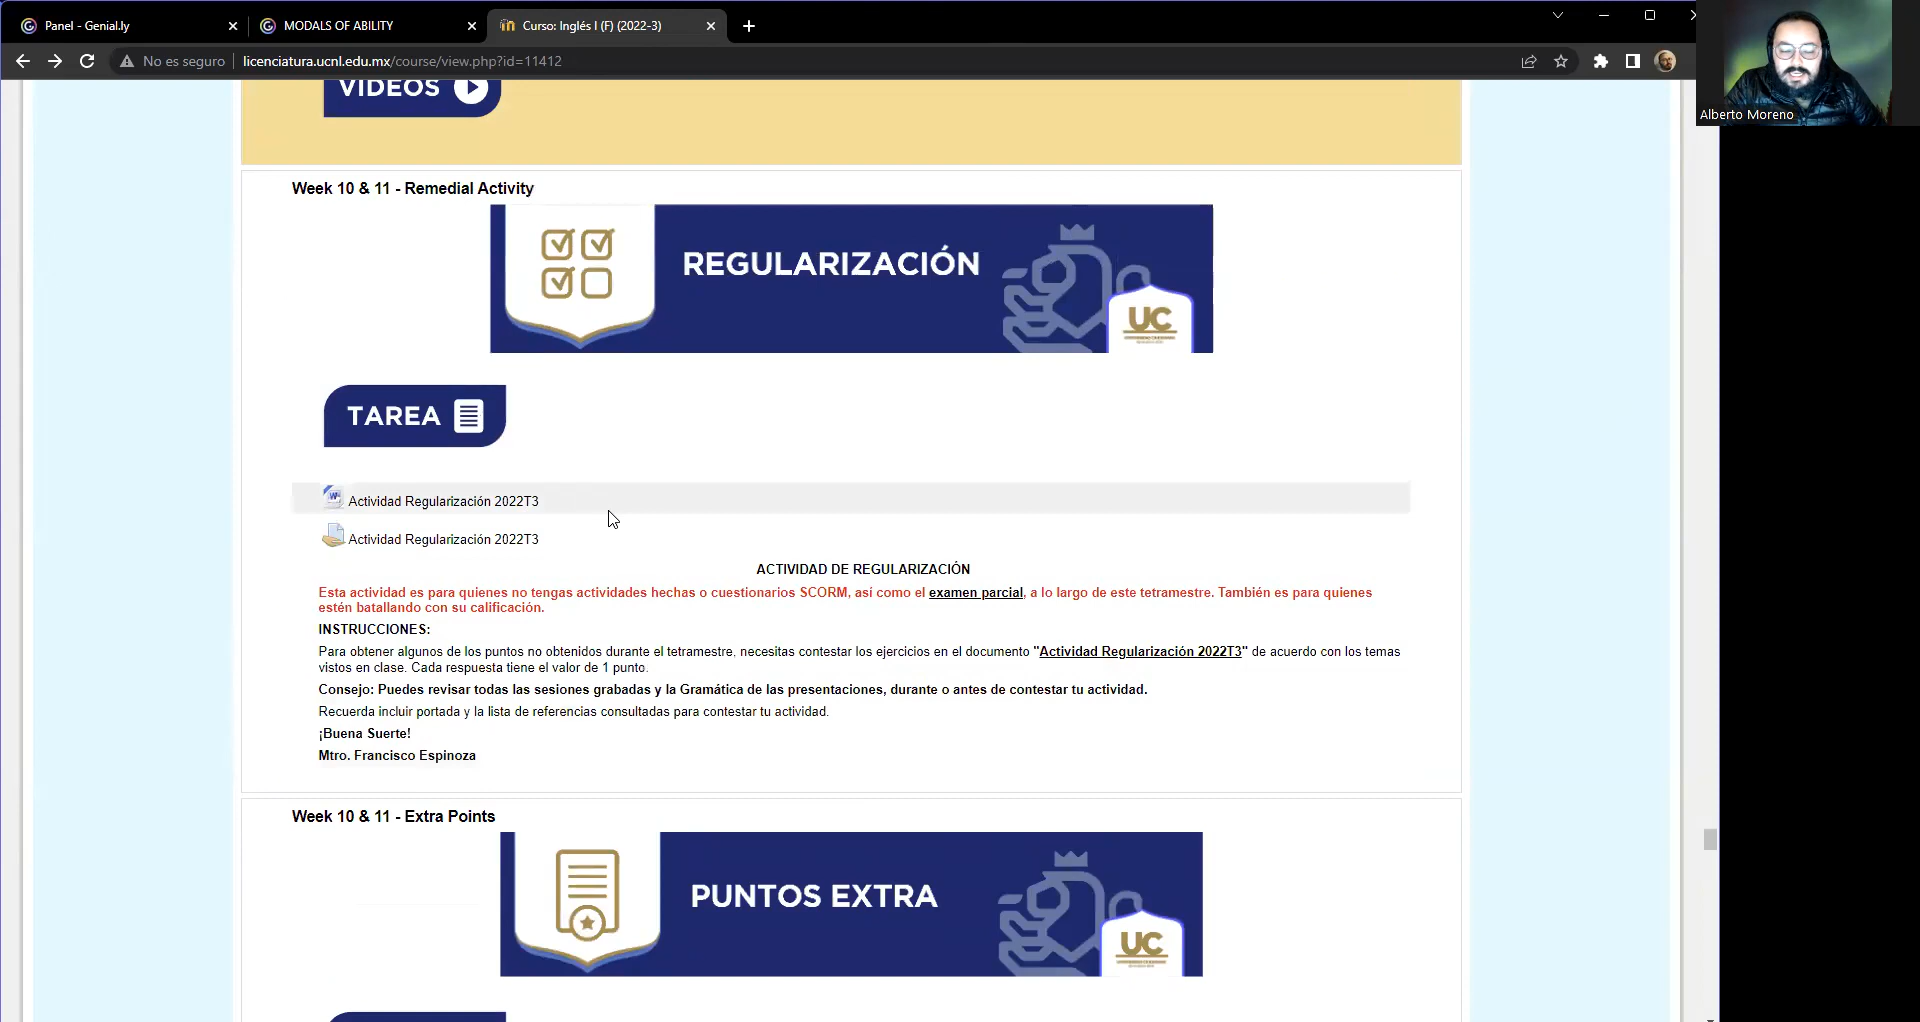 Panel - Genial.ly
MODALS OF ABILITY
Curso: Inglés I (F) (2022-3)
No es seguro
licenciatura.ucnl.edu.mx/course/view.php?id=11412
Alberto Moreno
VIDEOS
Week 10 & 11 - Remedial Activity
REGULARIZACIÓN
UC
TAREA
Actividad Regularización 2022T3
Actividad Regularización 2022T3
ACTIVIDAD DE REGULARIZACIÓN
Esta actividad es para quienes no tengas actividades hechas o cuestionarios SCORM, así como el examen parcial, a lo largo de este tetramestre. También es para quienes
estén batallando con su calificación.
INSTRUCCIONES:
Para obtener algunos de los puntos no obtenidos durante el tetramestre, necesitas contestar los ejercicios en el documento "Actividad Regularización 2022T3" de acuerdo con los temas
vistos en clase. Cada respuesta tiene el valor de 1 punto.
Consejo: Puedes revisar todas las sesiones grabadas y la Gramática de las presentaciones, durante o antes de contestar tu actividad.
Recuerda incluir portada y la lista de referencias consultadas para contestar tu actividad.
¡Buena Suerte!
Mtro. Francisco Espinoza
Week 10 & 11 - Extra Points
PUNTOS EXTRA
UC